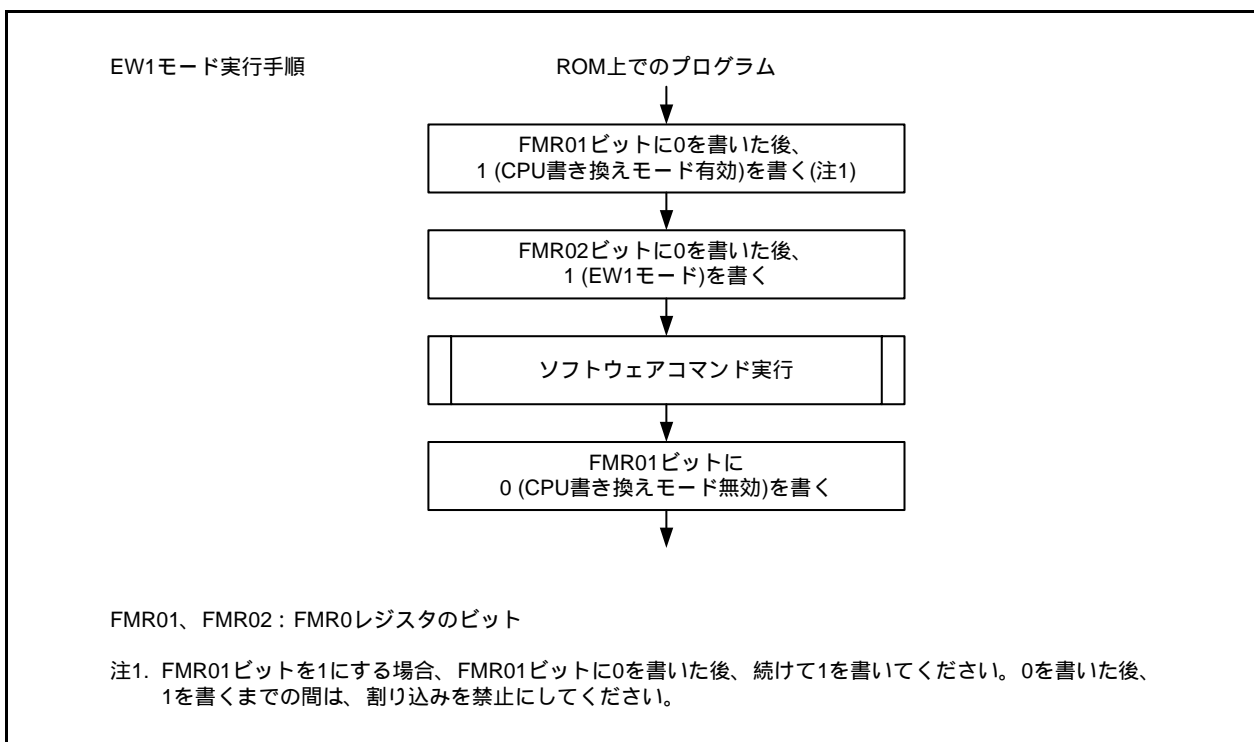 EW1モード実行手順
ROM上でのプログラム
FMR01ビットに0を書いた後、
1 (CPU書き換えモード有効)を書く(注1)
FMR02ビットに0を書いた後、
1 (EW1モード)を書く
ソフトウェアコマンド実行
FMR01ビットに
0 (CPU書き換えモード無効)を書く
FMR01、FMR02 : FMR0レジスタのビット
注1. FMR01ビットを1にする場合、FMR01ビットに0を書いた後、続けて1を書いてください。0を書いた後、
1を書くまでの間は、割り込みを禁止にしてください。